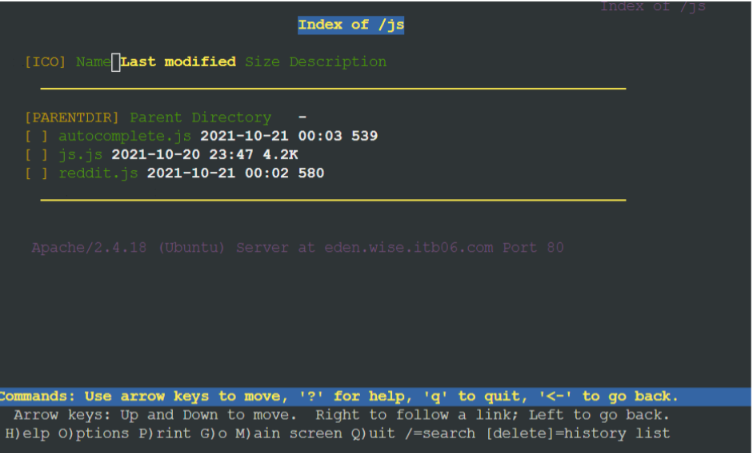 Index of /js
Index of /js
[ICO] Name Last modified Size Description
[PARENTDIR] Parent Directory -
[ ] autocomplete.js 2021-10-21 00:03 539
[ ] js.js 2021-10-20 23:47 4.2K
[ ] reddit.js 2021-10-21 00:02 580
Apache/2.4.18 (Ubuntu) Server at eden.wise.itb06.com Port 80
Commands: Use arrow keys to move, '?' for help, 'q' to quit, '<-' to go back.
Arrow keys: Up and Down to move. Right to follow a link; Left to go back.
H)elp O)ptions P)rint G)o M)ain screen Q)uit /=search [delete]=history list